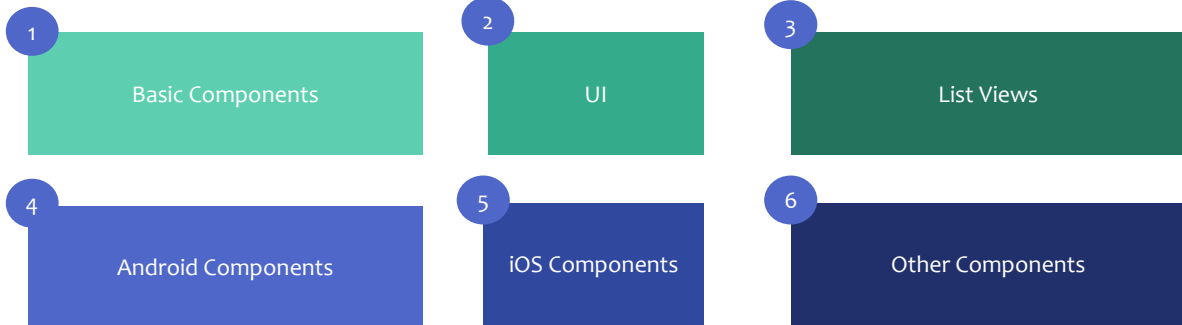 1
Basic Components
2
UI
3
List Views
4
Android Components
5
iOS Components
6
Other Components